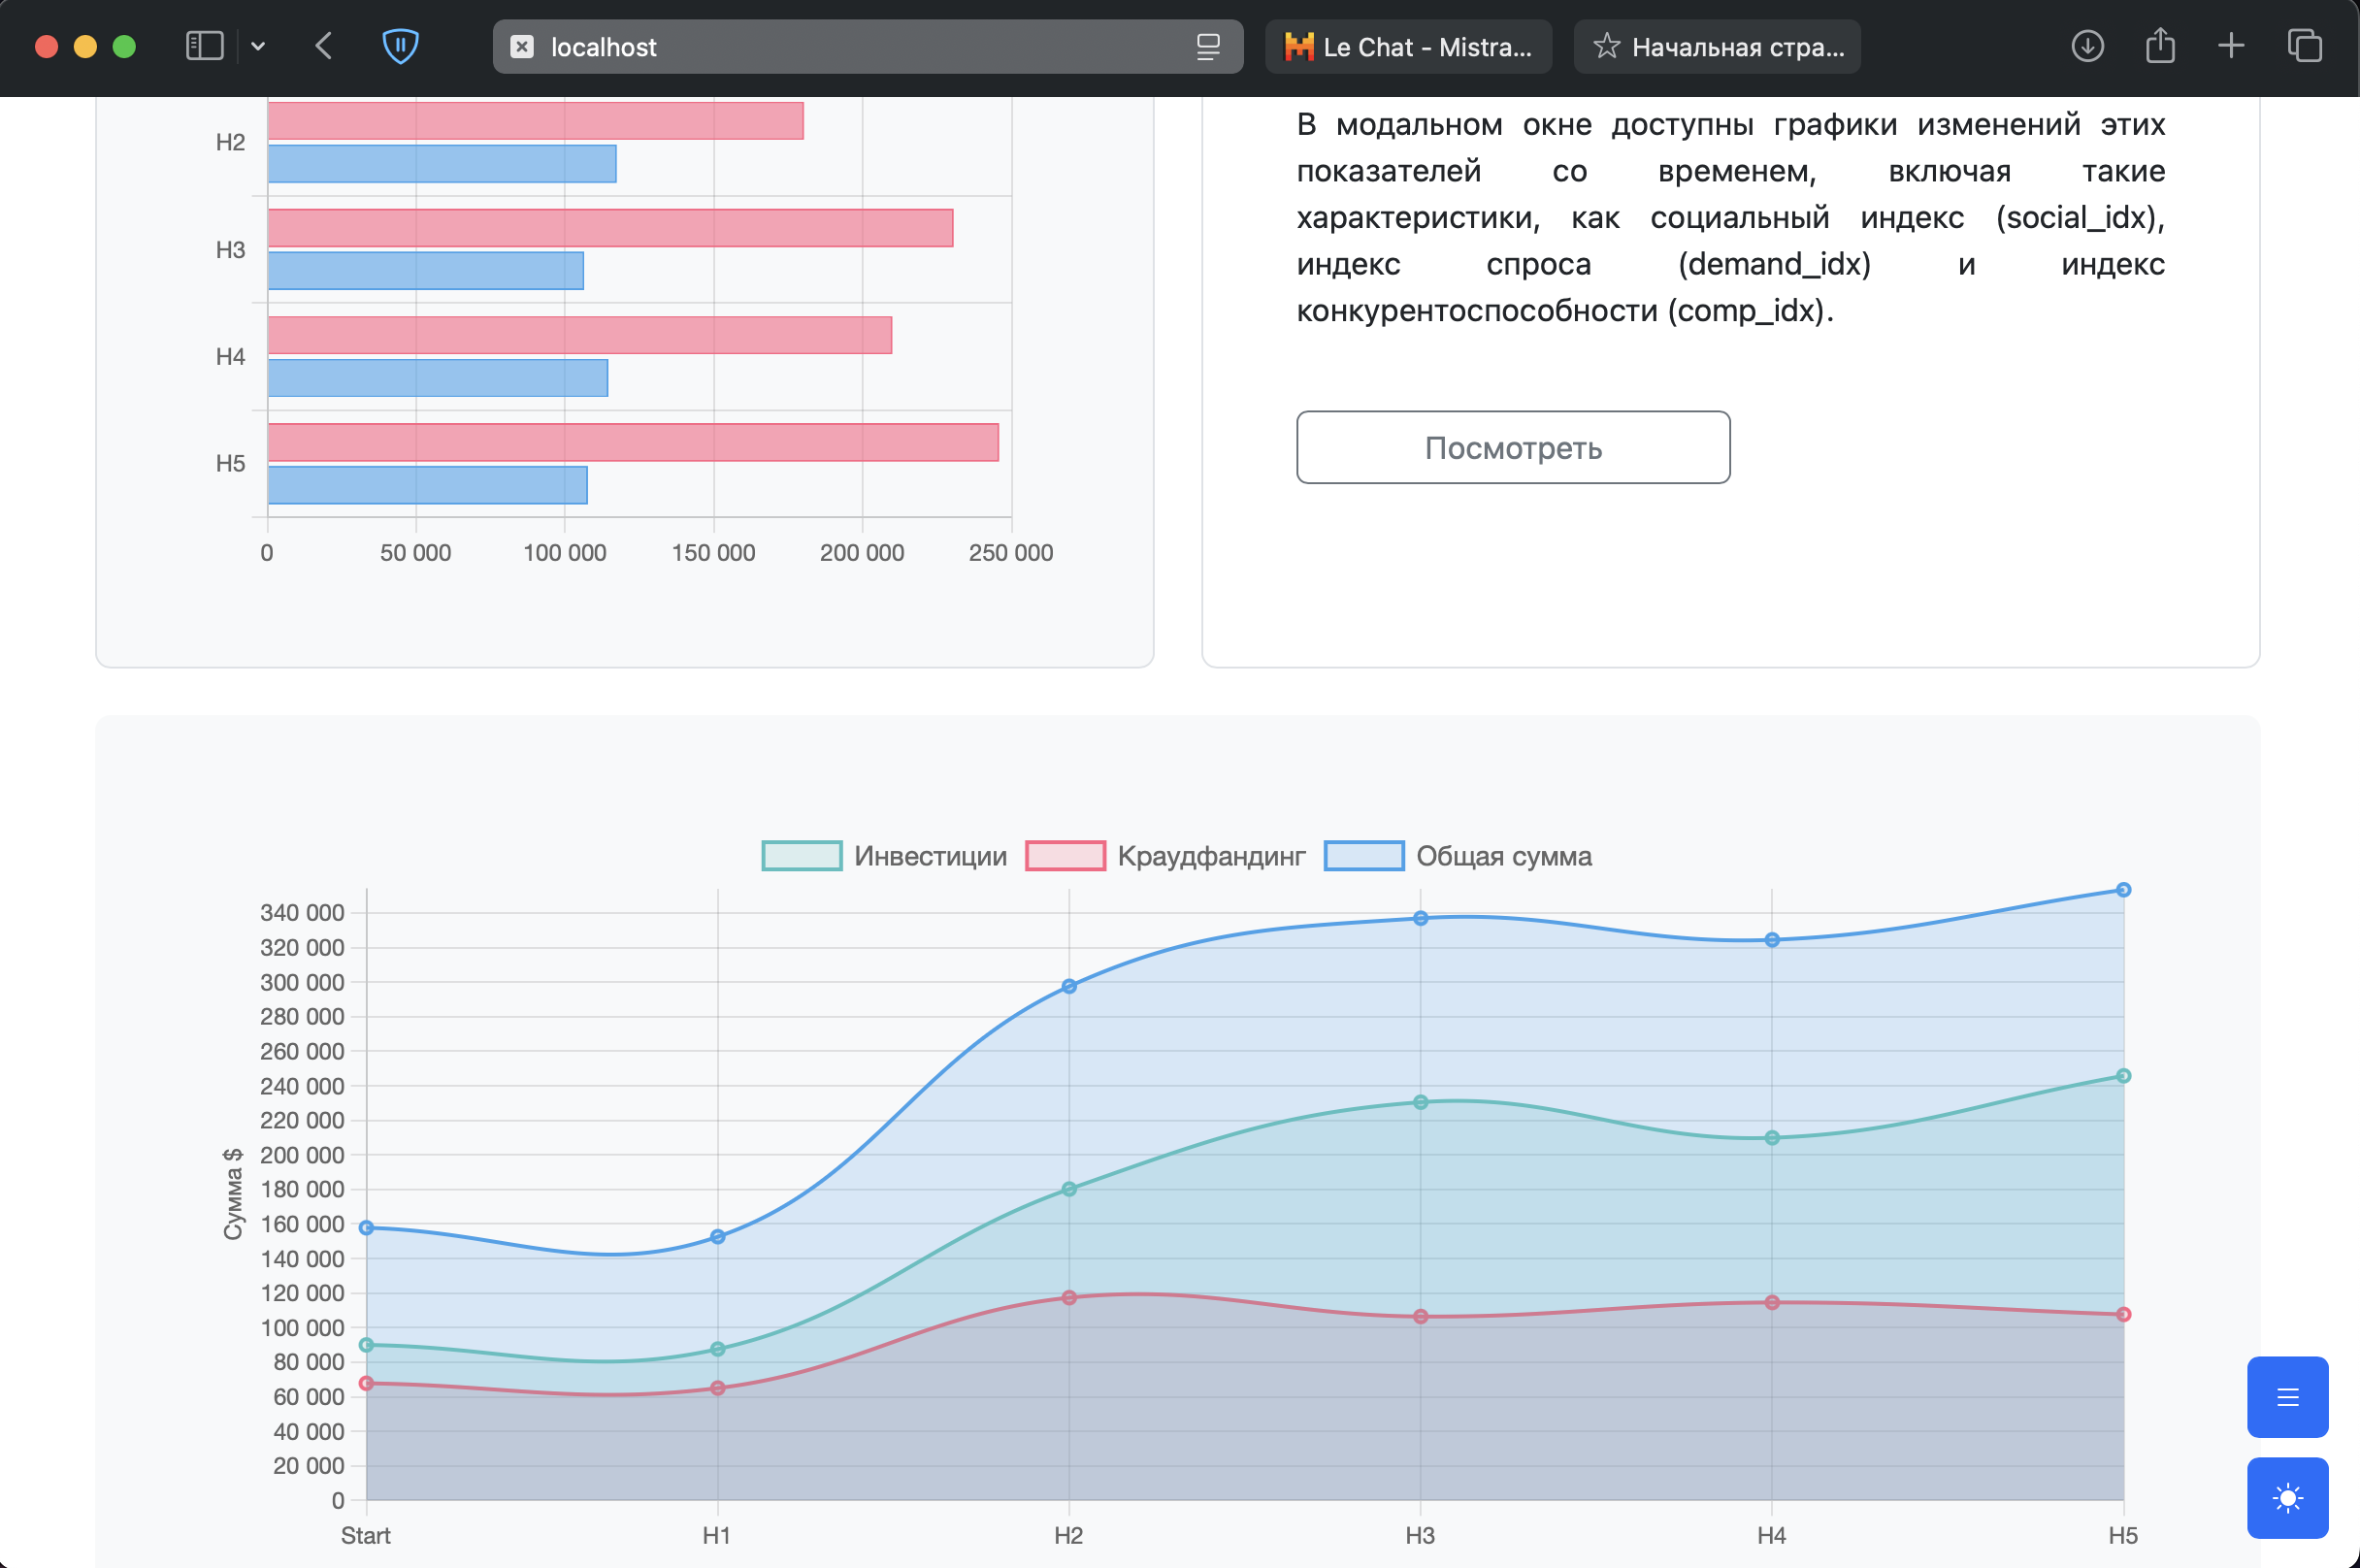 localhost
Le Chat - Mistra...
Начальная стра...
H2
H3
H4
H5
0 50 000 100 000 150 000 200 000 250 000
В модальном окне доступны графики изменений этих
показателей со временем, включая такие
характеристики, как социальный индекс (social_idx),
индекс спроса (demand_idx) и индекс
конкурентоспособности (comp_idx).
Посмотреть
Инвестиции Краудфандинг Общая сумма
Сумма $
340 000
320 000
300 000
280 000
260 000
240 000
220 000
200 000
180 000
160 000
140 000
120 000
100 000
80 000
60 000
40 000
20 000
0
Start H1 H2 H3 H4 H5